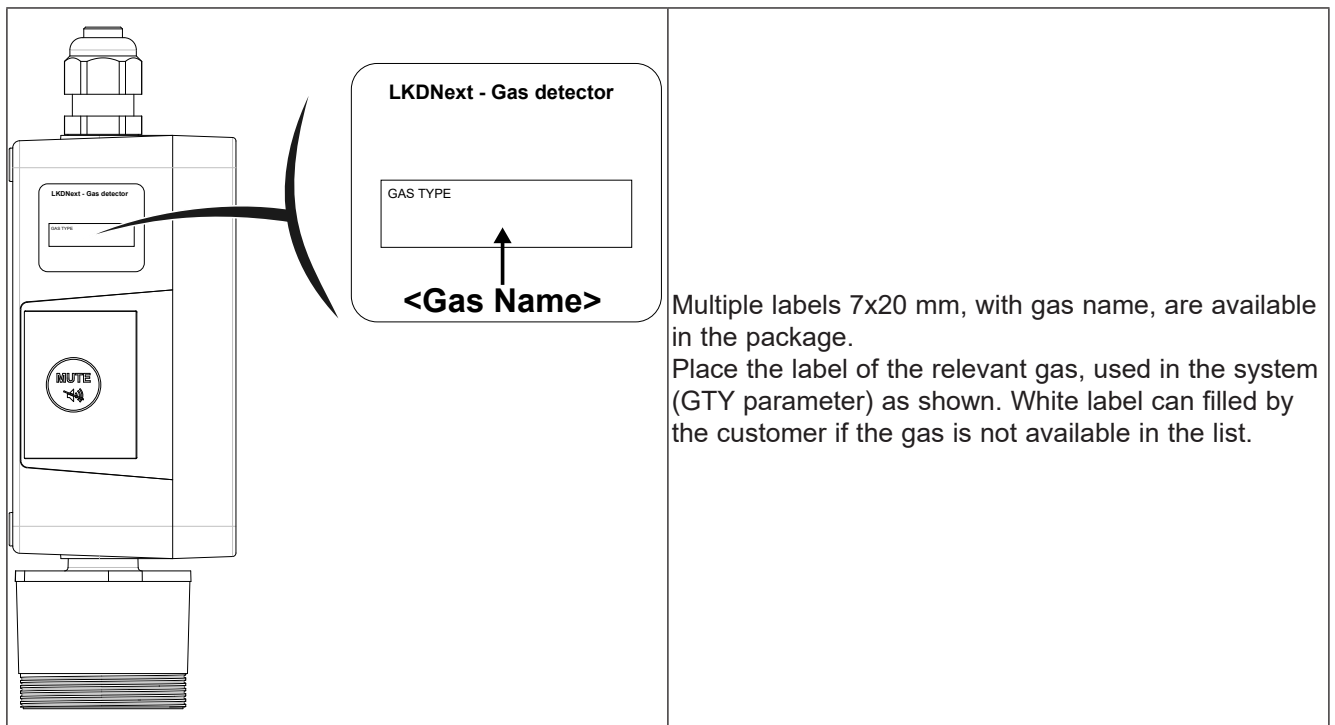 LKDNext - Gas detector
GAS TYPE
MUTE
LKDNext - Gas detector
GAS TYPE
<Gas Name>
Multiple labels 7x20 mm, with gas name, are available
in the package.
Place the label of the relevant gas, used in the system
(GTY parameter) as shown. White label can filled by
the customer if the gas is not available in the list.